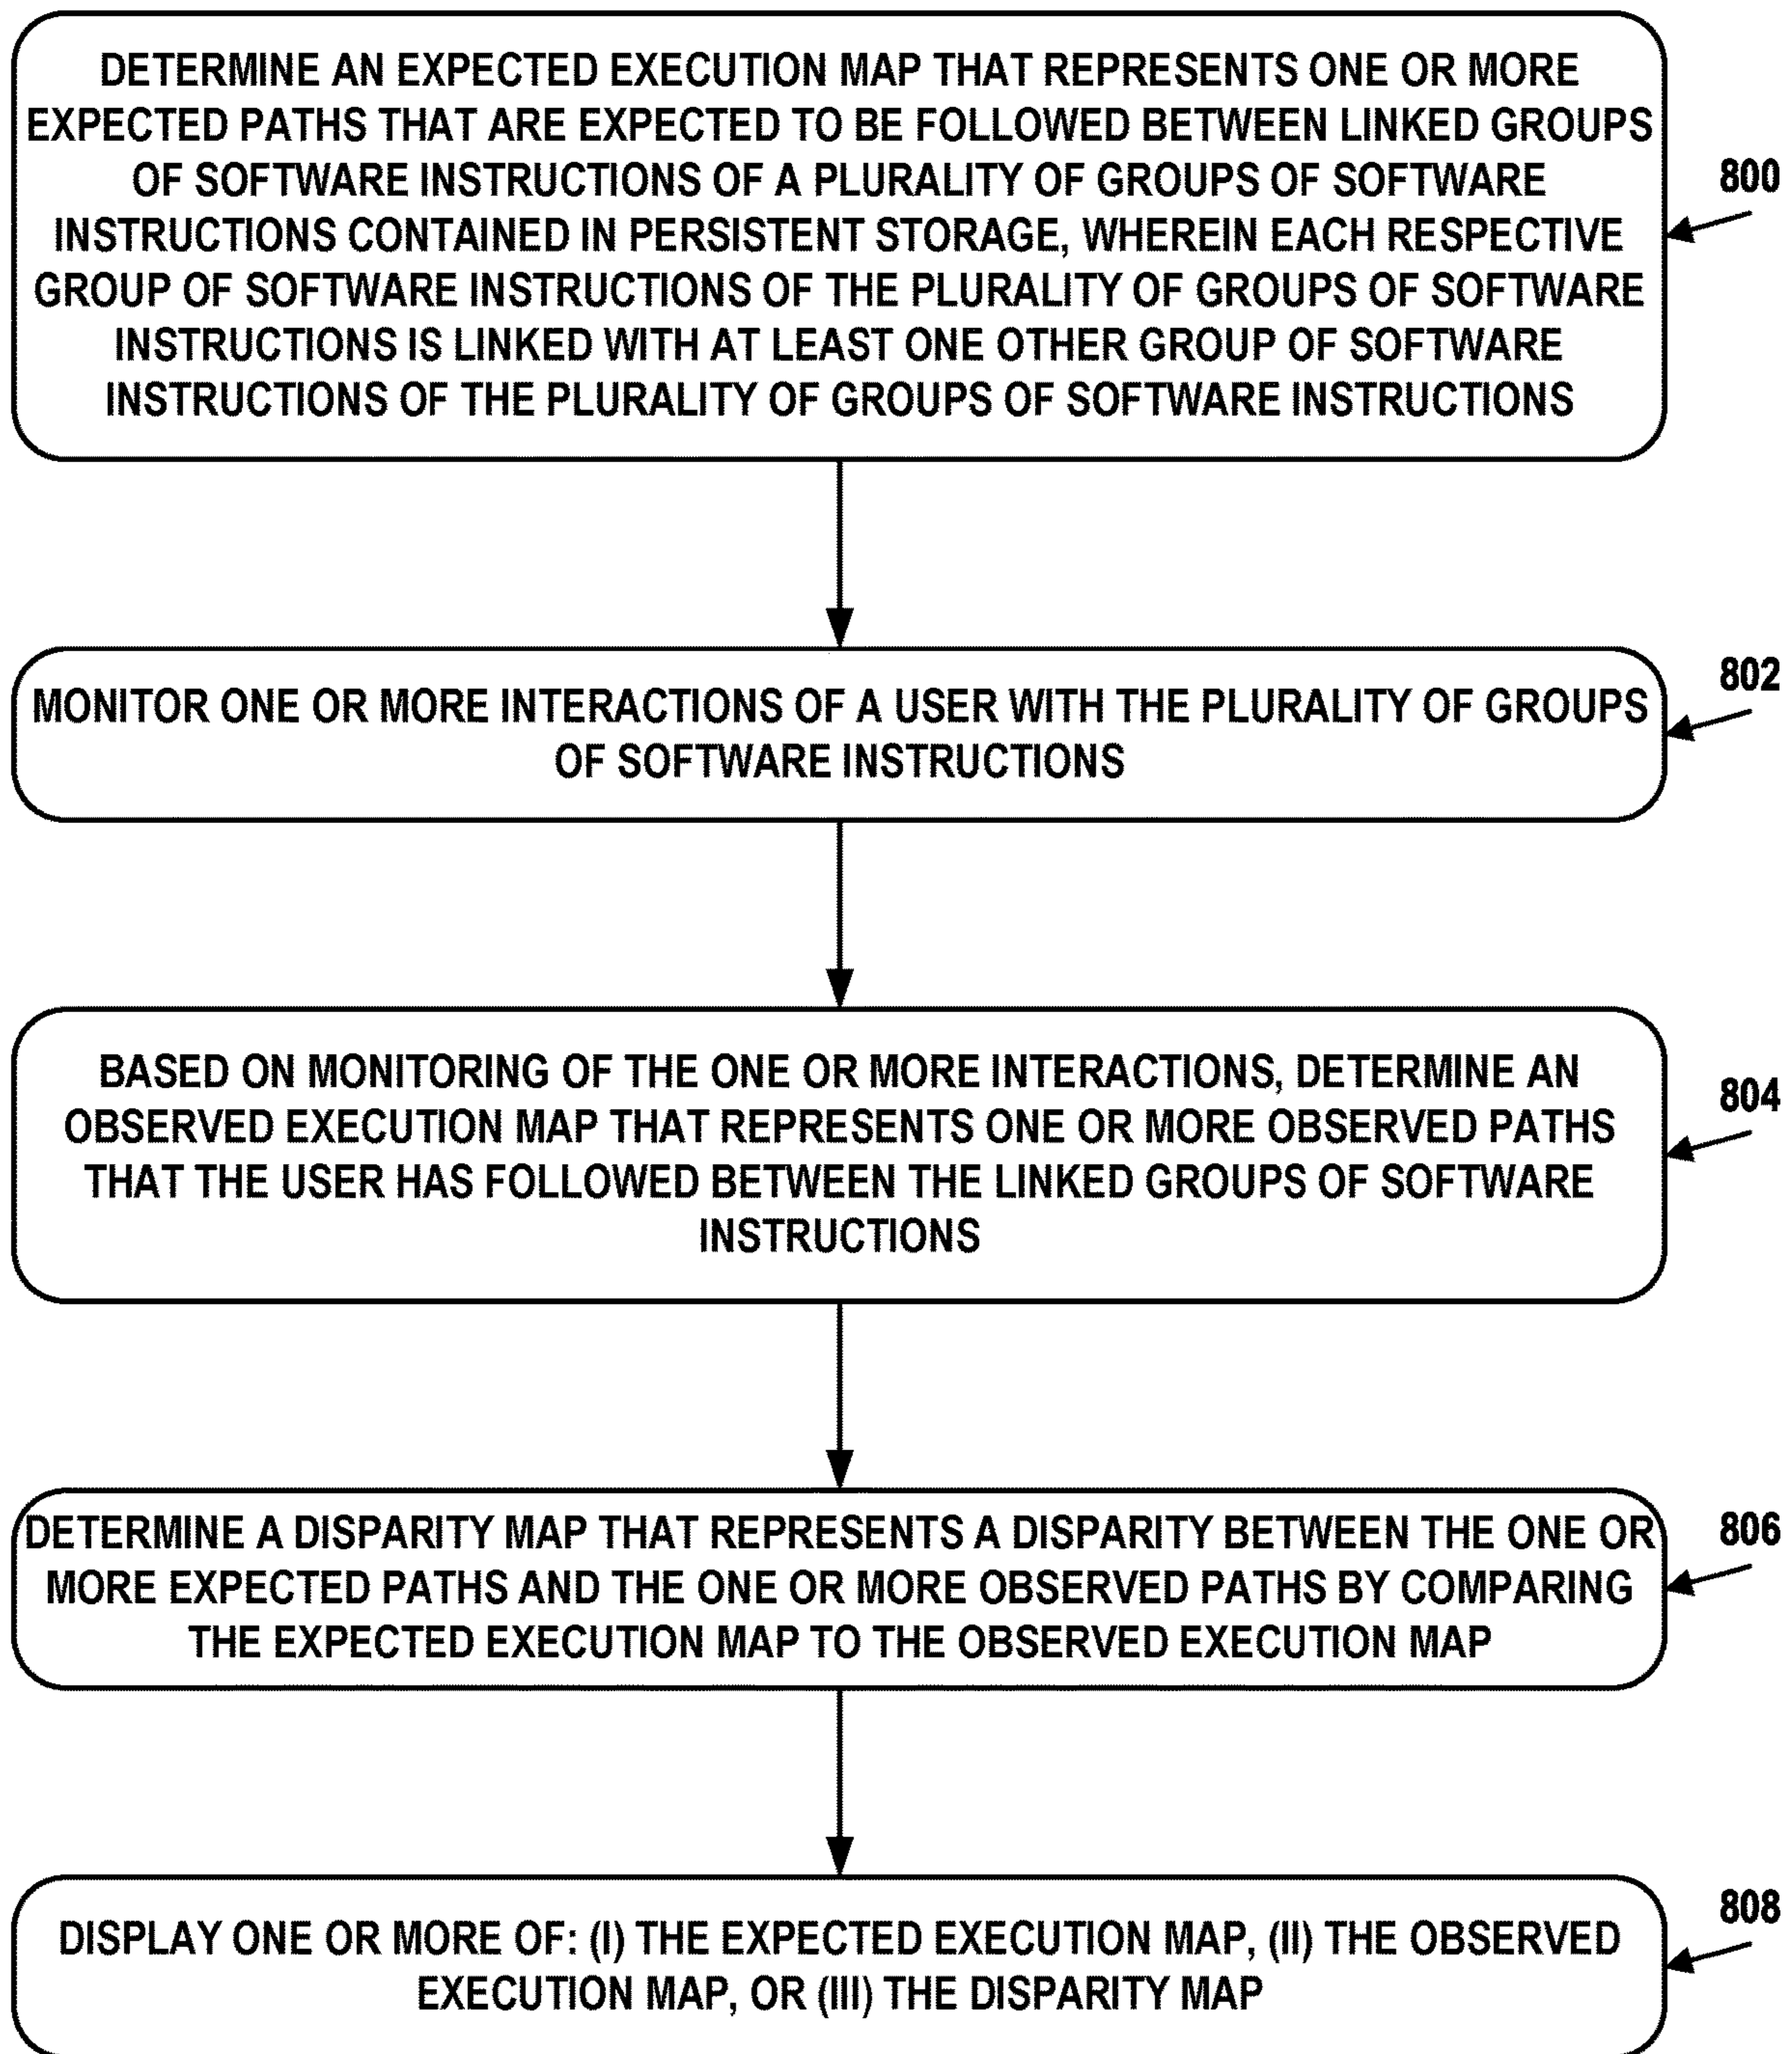 DETERMINE AN EXPECTED EXECUTION MAP THAT REPRESENTS ONE OR MORE
EXPECTED PATHS THAT ARE EXPECTED TO BE FOLLOWED BETWEEN LINKED GROUPS
OF SOFTWARE INSTRUCTIONS OF A PLURALITY OF GROUPS OF SOFTWARE
INSTRUCTIONS CONTAINED IN PERSISTENT STORAGE, WHEREIN EACH RESPECTIVE
GROUP OF SOFTWARE INSTRUCTIONS OF THE PLURALITY OF GROUPS OF SOFTWARE
INSTRUCTIONS IS LINKED WITH AT LEAST ONE OTHER GROUP OF SOFTWARE
INSTRUCTIONS OF THE PLURALITY OF GROUPS OF SOFTWARE INSTRUCTIONS
800
MONITOR ONE OR MORE INTERACTIONS OF A USER WITH THE PLURALITY OF GROUPS
OF SOFTWARE INSTRUCTIONS
802
BASED ON MONITORING OF THE ONE OR MORE INTERACTIONS, DETERMINE AN
OBSERVED EXECUTION MAP THAT REPRESENTS ONE OR MORE OBSERVED PATHS
THAT THE USER HAS FOLLOWED BETWEEN THE LINKED GROUPS OF SOFTWARE
INSTRUCTIONS
804
DETERMINE A DISPARITY MAP THAT REPRESENTS A DISPARITY BETWEEN THE ONE OR
MORE EXPECTED PATHS AND THE ONE OR MORE OBSERVED PATHS BY COMPARING
THE EXPECTED EXECUTION MAP TO THE OBSERVED EXECUTION MAP
806
DISPLAY ONE OR MORE OF: (I) THE EXPECTED EXECUTION MAP, (II) THE OBSERVED
EXECUTION MAP, OR (III) THE DISPARITY MAP
808